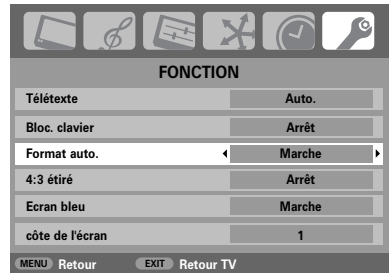 FONCTION
Télétexte Auto.
Bloc. clavier Arrêt
Format auto. Marche
4:3 étiré Arrêt
Ecran bleu Marche
côte de l'écran 1
MENU Retour EXIT Retour TV